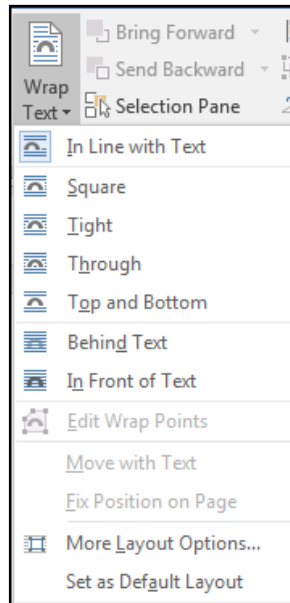 Bring Forward
Send Backward
Wrap
Text
Selection Pane
In Line with Text
Square
Tight
Through
Top and Bottom
Behind Text
In Front of Text
Edit Wrap Points
Move with Text
Fix Position on Page
More Layout Options...
Set as Default Layout